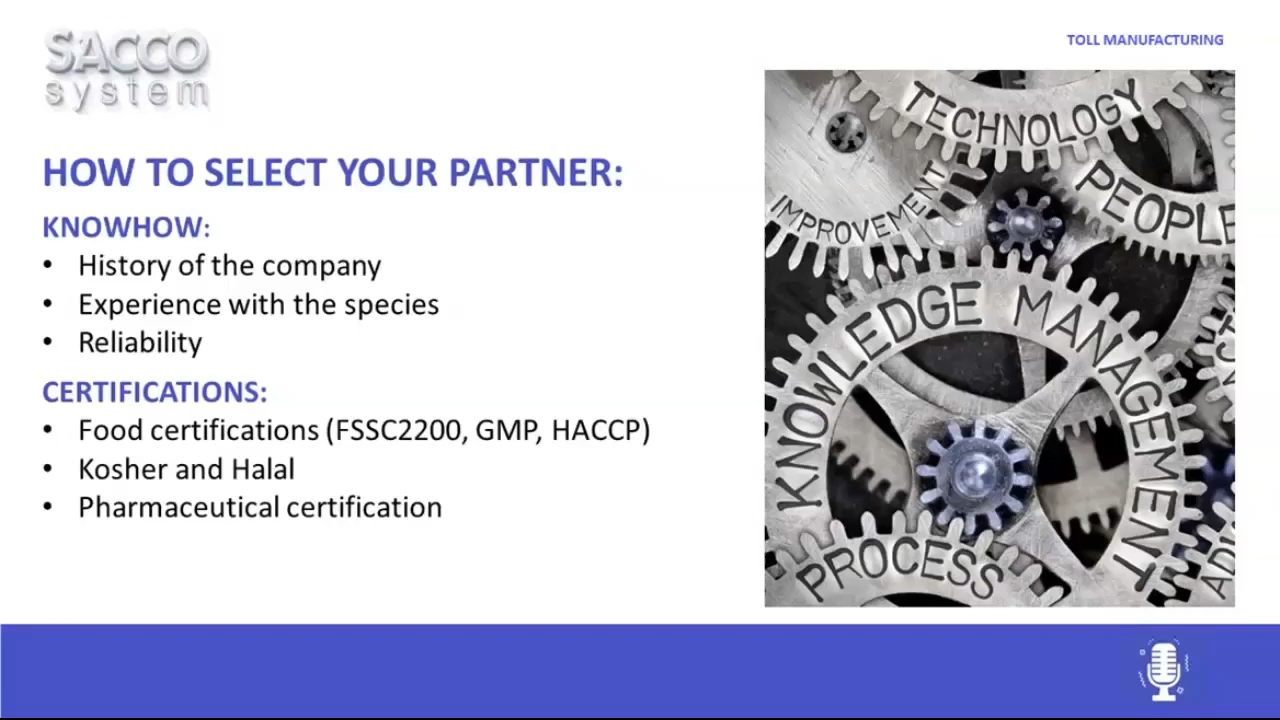 SACCO
system
TOLL MANUFACTURING
HOW TO SELECT YOUR PARTNER:
KNOWHOW:
• History of the company
• Experience with the species
• Reliability
CERTIFICATIONS:
• Food certifications (FSSC2200, GMP, HACCP)
• Kosher and Halal
• Pharmaceutical certification
TECHNOLOGY
IMPROVEMENT
PEOPLE
KNOWLEDGE MANAGEMENT
PROCESS